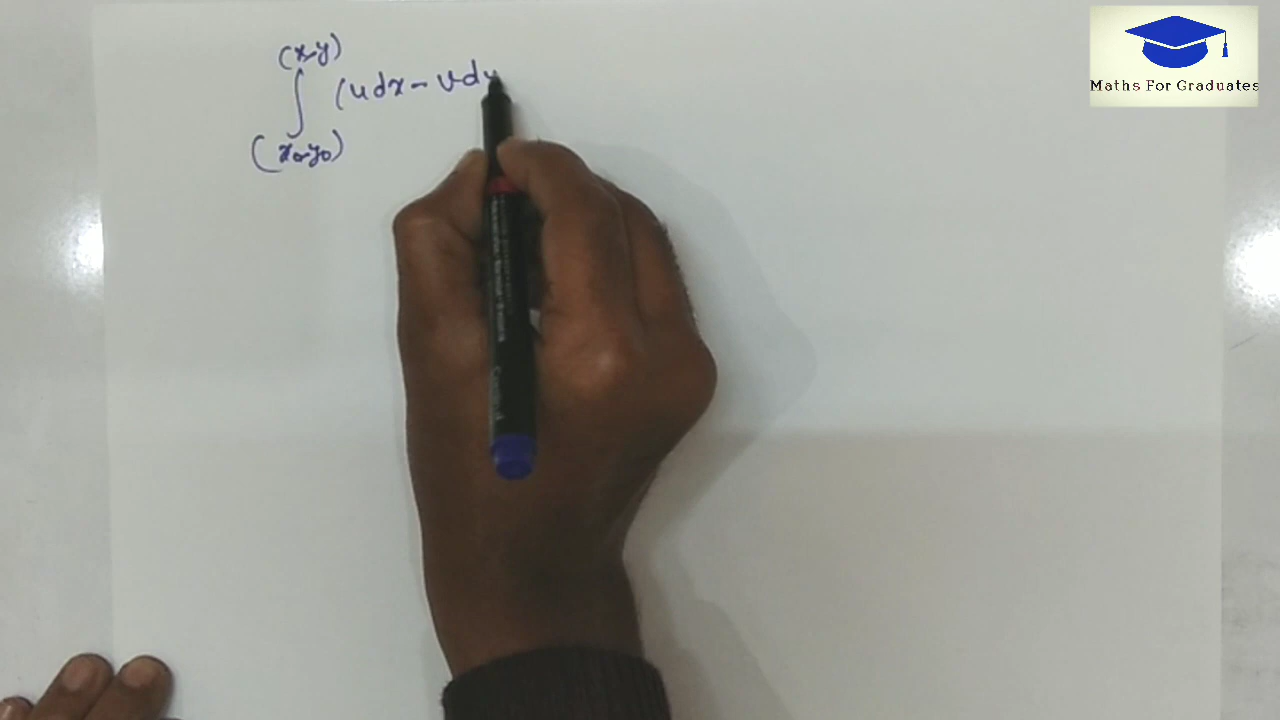 (x,y)
∫ (udx - vdy
(x₀,y₀)
Maths For Graduates